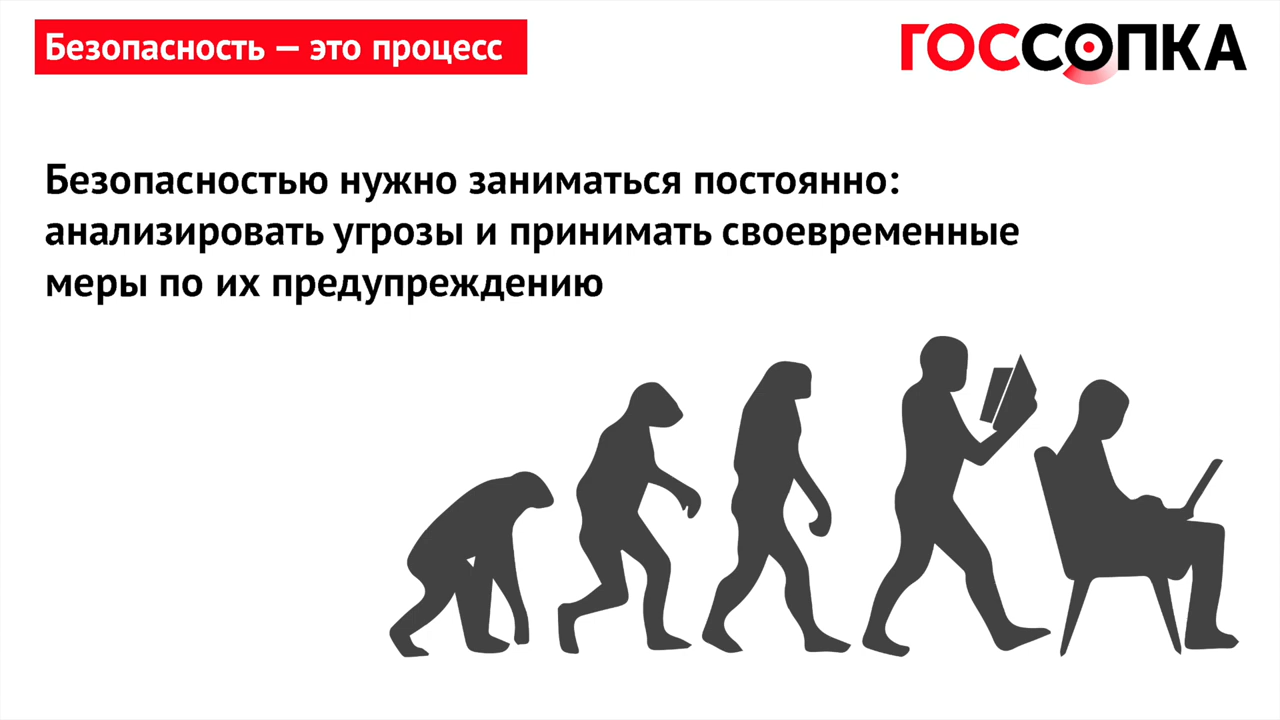 Безопасность — это процесс
ГОССОПКА
Безопасностью нужно заниматься постоянно:
анализировать угрозы и принимать своевременные
меры по их предупреждению